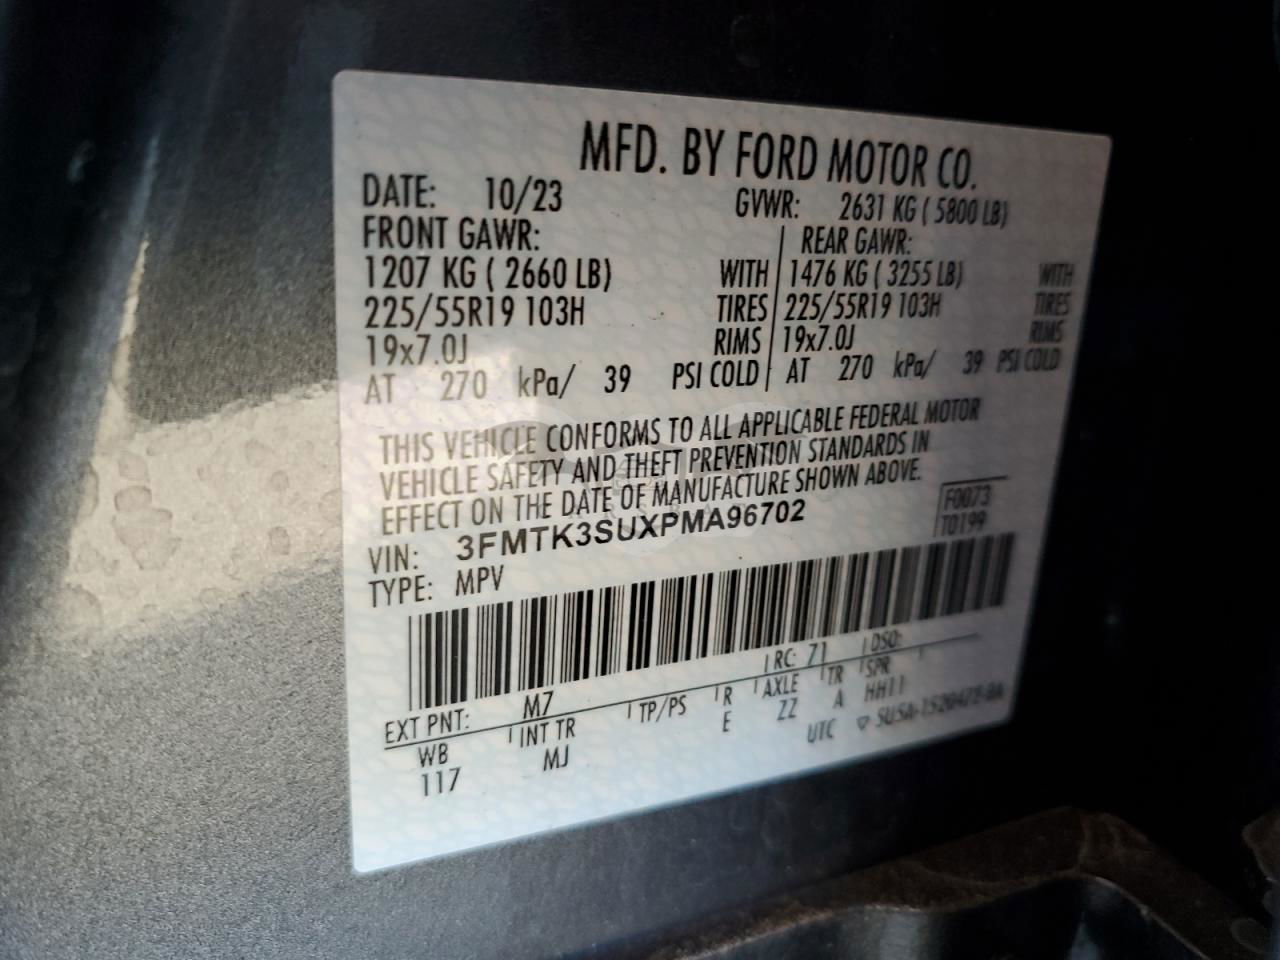 MFD. BY FORD MOTOR CO.
DATE: 10/23 GVWR: 2631 KG ( 5800 LB)
FRONT GAWR: REAR GAWR:
1207 KG ( 2660 LB) WITH 1476 KG ( 3255 LB) WITH
225/55R19 103H TIRES 225/55R19 103H TIRES
19x7.0J RIMS 19x7.0J RIMS
AT 270 kPa/ 39 PSI COLD AT 270 kPa/ 39 PSI COLD
THIS VEHICLE CONFORMS TO ALL APPLICABLE FEDERAL MOTOR
VEHICLE SAFETY AND THEFT PREVENTION STANDARDS IN
EFFECT ON THE DATE OF MANUFACTURE SHOWN ABOVE.
F0073
VIN: 3FMTK3SUXPMA96702 T0199
TYPE: MPV
EXT PNT: M7 RC: 71 DSO:
WB INT TR TP/PS R AXLE TR SPR
117 MJ E ZZ A HH11
UTC